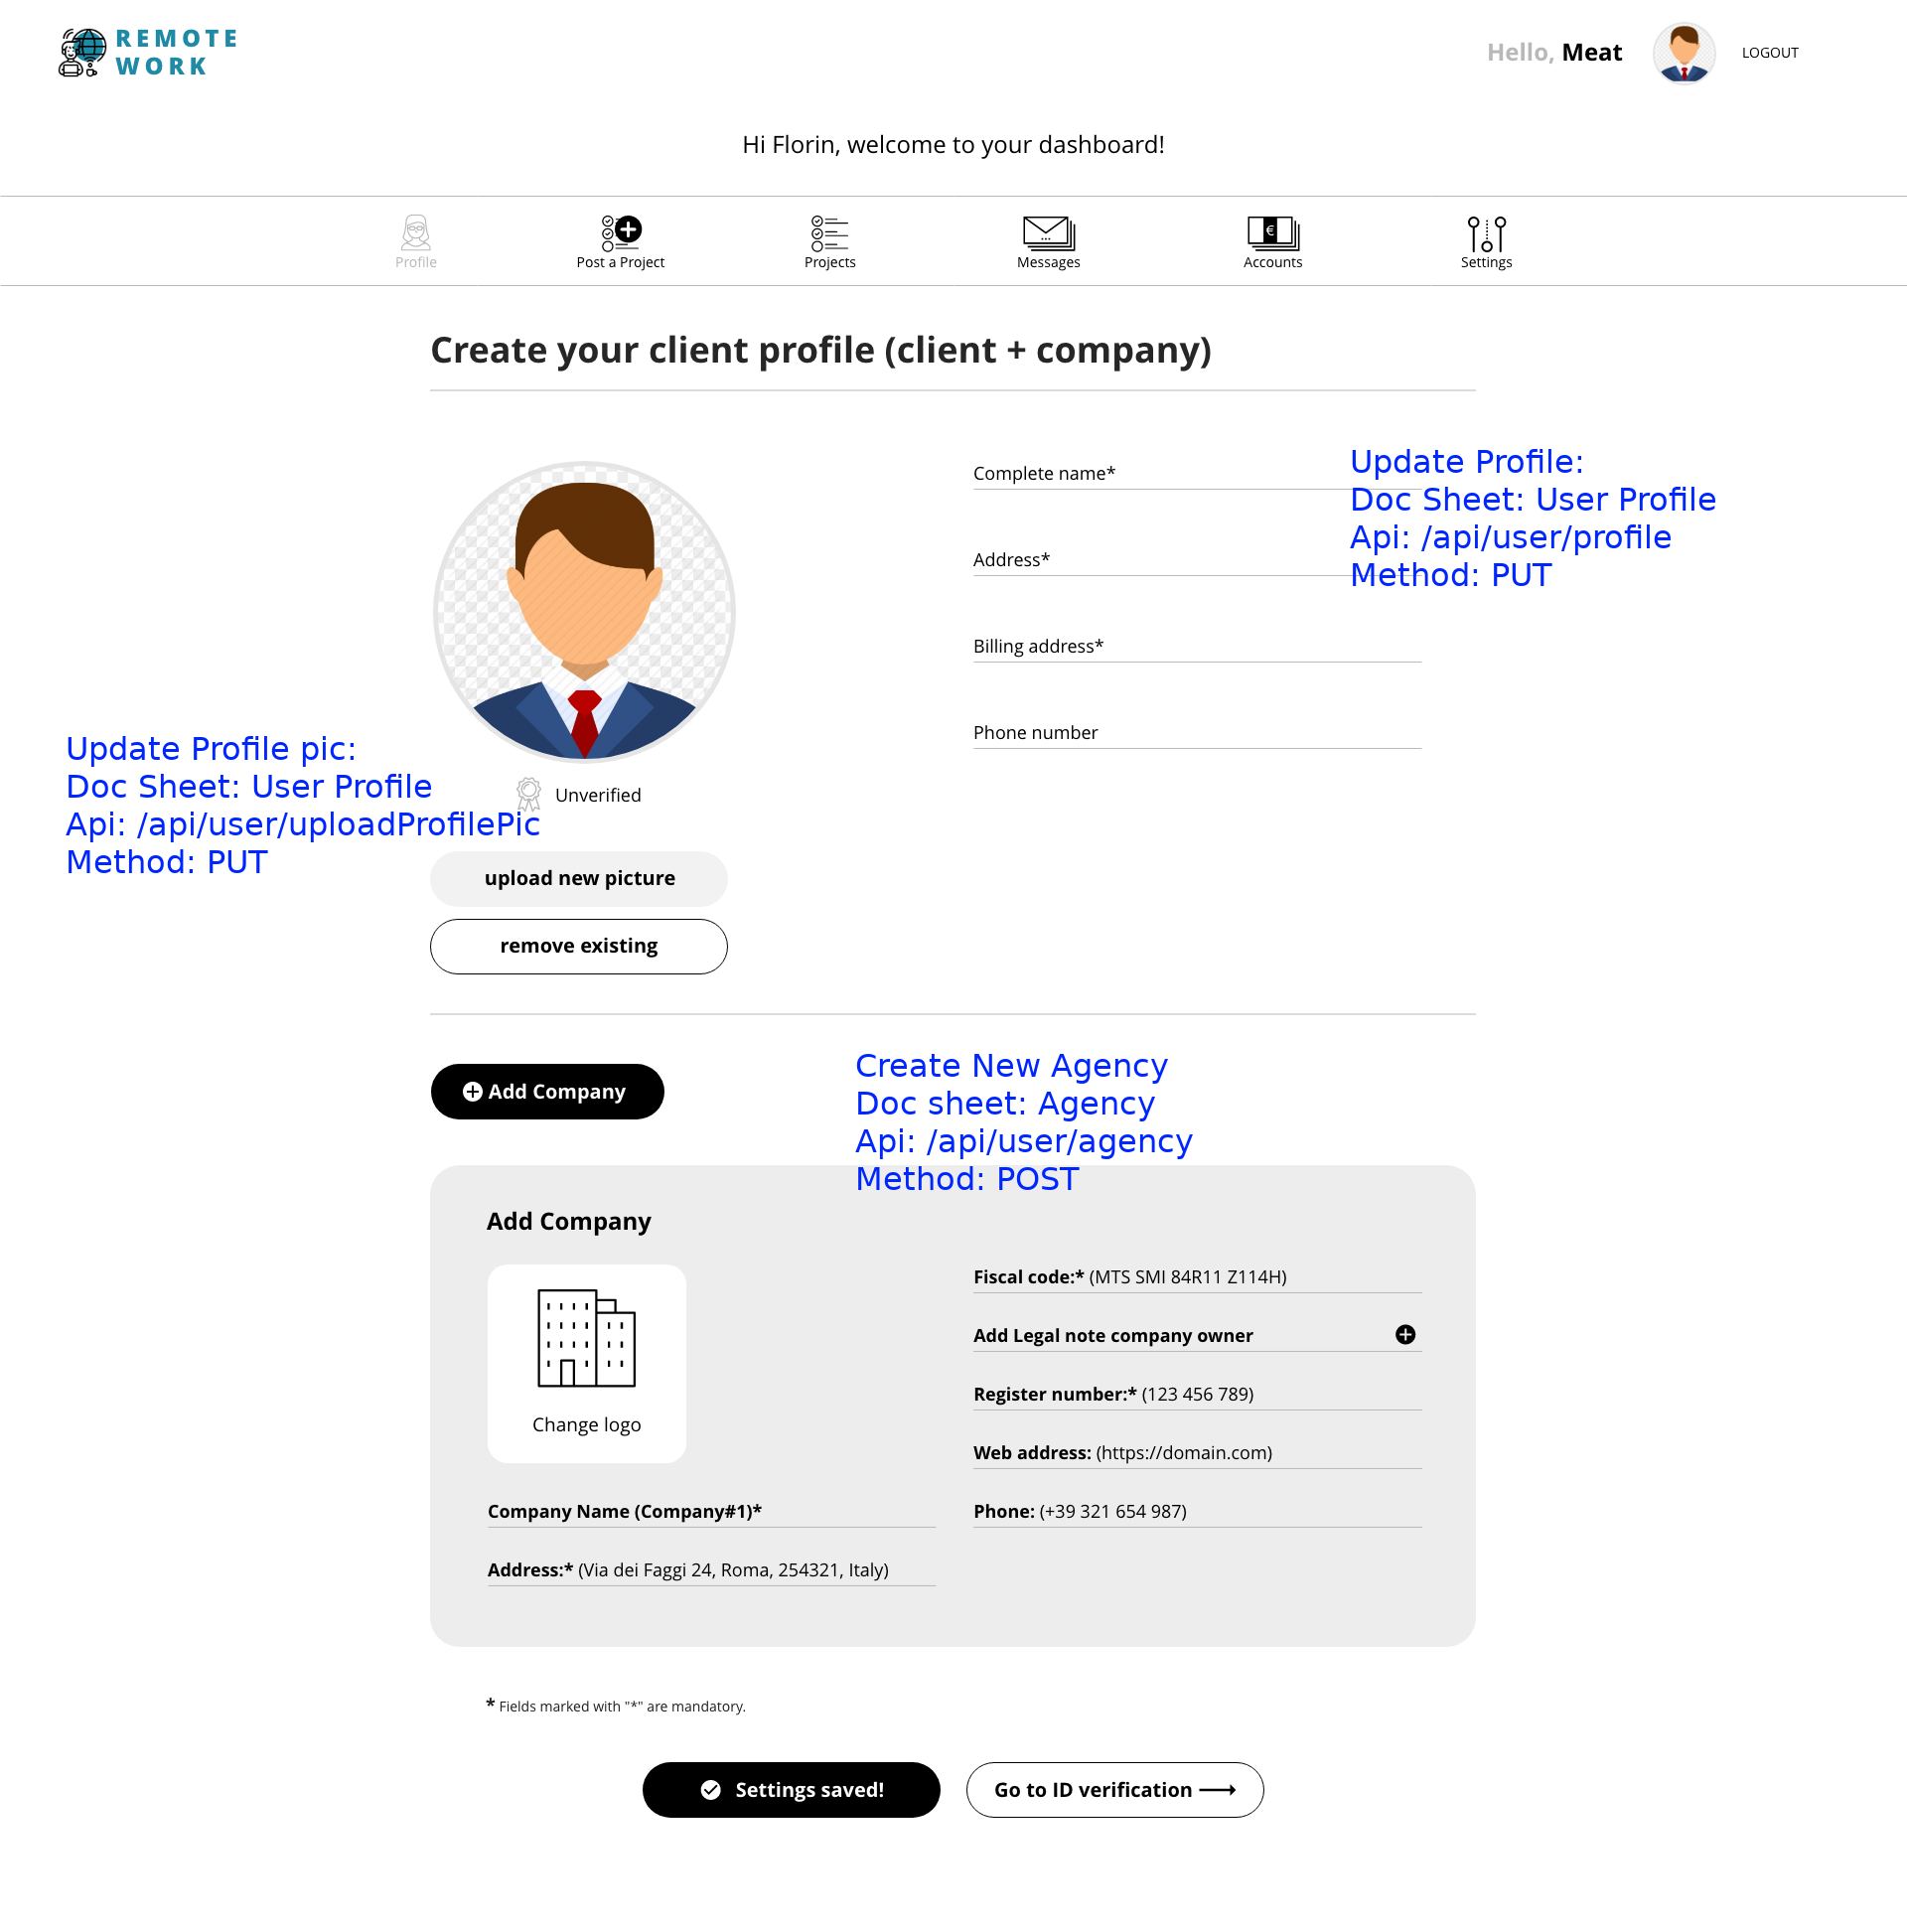 REMOTE
WORK
Hello, Meat
LOGOUT
Hi Florin, welcome to your dashboard!
Profile
Post a Project
Projects
Messages
€
Accounts
Settings
Create your client profile (client + company)
Complete name*
Address*
Billing address*
Phone number
Update Profile:
Doc Sheet: User Profile
Api: /api/user/profile
Method: PUT
Update Profile pic:
Doc Sheet: User Profile
Api: /api/user/uploadProfilePic
Method: PUT
Unverified
upload new picture
remove existing
Add Company
Create New Agency
Doc sheet: Agency
Api: /api/user/agency
Method: POST
Add Company
Change logo
Company Name (Company#1)*
Address:* (Via dei Faggi 24, Roma, 254321, Italy)
Fiscal code:* (MTS SMI 84R11 Z114H)
Add Legal note company owner
Register number:* (123 456 789)
Web address: (https://domain.com)
Phone: (+39 321 654 987)
* Fields marked with "*" are mandatory.
Settings saved!
Go to ID verification